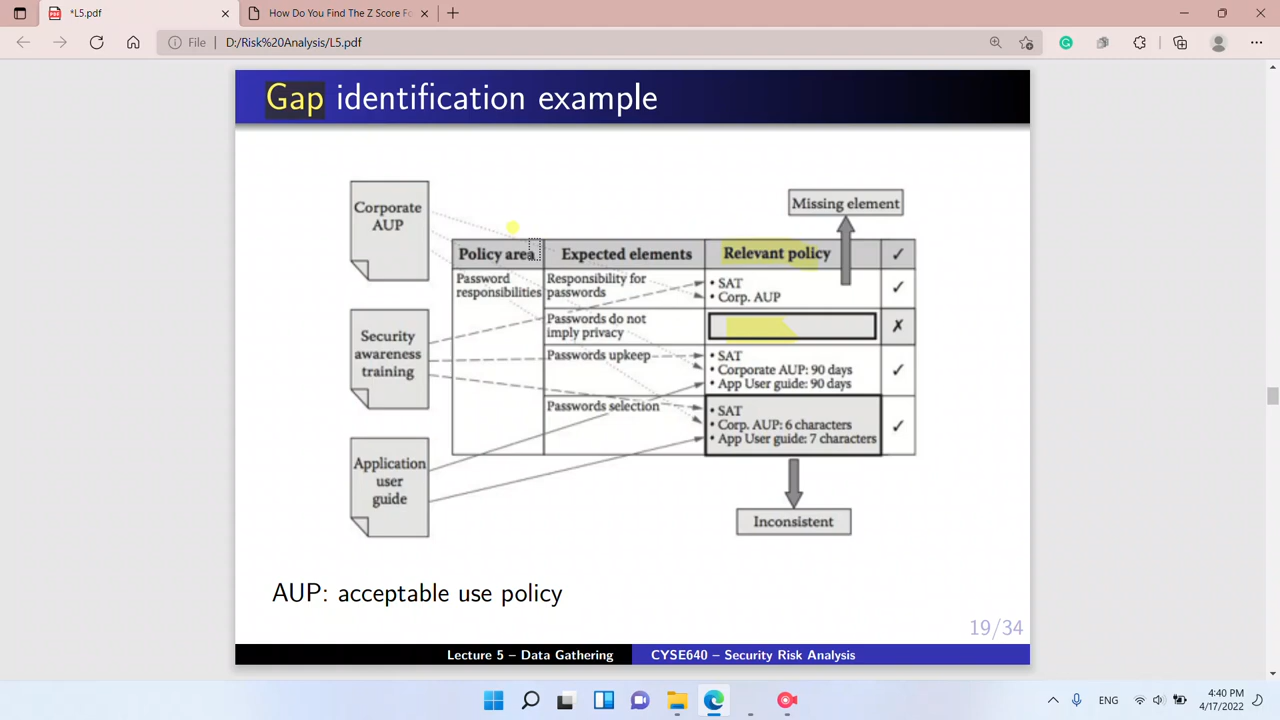 *L5.pdf
How Do You Find The Z Score Fo
File
D:/Risk%20Analysis/L5.pdf
Gap identification example
Corporate
AUP
Security
awareness
training
Application
user
guide
Missing element
Policy area Expected elements Relevant policy ✓
Password
responsibilities
Responsibility for
passwords
• SAT
• Corp. AUP
✓
Passwords do not
imply privacy
✗
Passwords upkeep
• SAT
• Corporate AUP: 90 days
• App User guide: 90 days
✓
Passwords selection
• SAT
• Corp. AUP: 6 characters
• App User guide: 7 characters
✓
Inconsistent
AUP: acceptable use policy
19/34
Lecture 5 – Data Gathering
CYSE640 – Security Risk Analysis
ENG
4:40 PM
4/17/2022